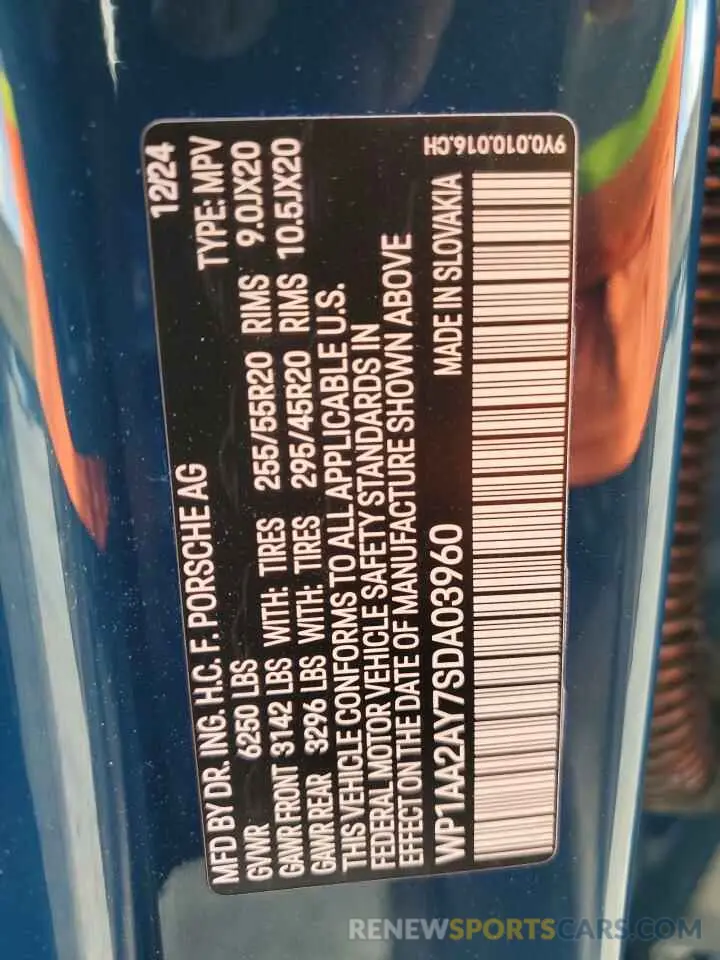 MFD BY DR. ING. H.C. F. PORSCHE AG 12/24
GVWR 6250 LBS TYPE: MPV
GAWR FRONT 3142 LBS WITH: TIRES 255/55R20 RIMS 9.0JX20
GAWR REAR 3296 LBS WITH: TIRES 295/45R20 RIMS 10.5JX20
THIS VEHICLE CONFORMS TO ALL APPLICABLE U.S.
FEDERAL MOTOR VEHICLE SAFETY STANDARDS IN
EFFECT ON THE DATE OF MANUFACTURE SHOWN ABOVE
WP1AA2AY7SDA03960 MADE IN SLOVAKIA
9Y0.010.016.CH
RENEWSPORTSCARS.COM